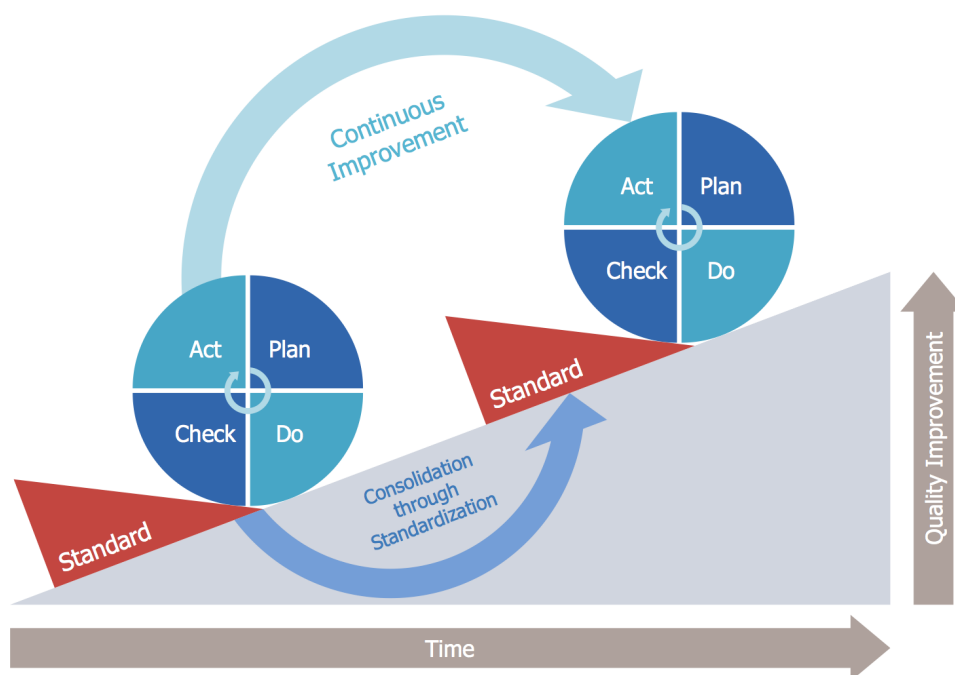 Continuous
Improvement
Act
Plan
Check
Do
Act
Plan
Check
Do
Standard
Standard
Consolidation
through
Standardization
Quality Improvement
Time